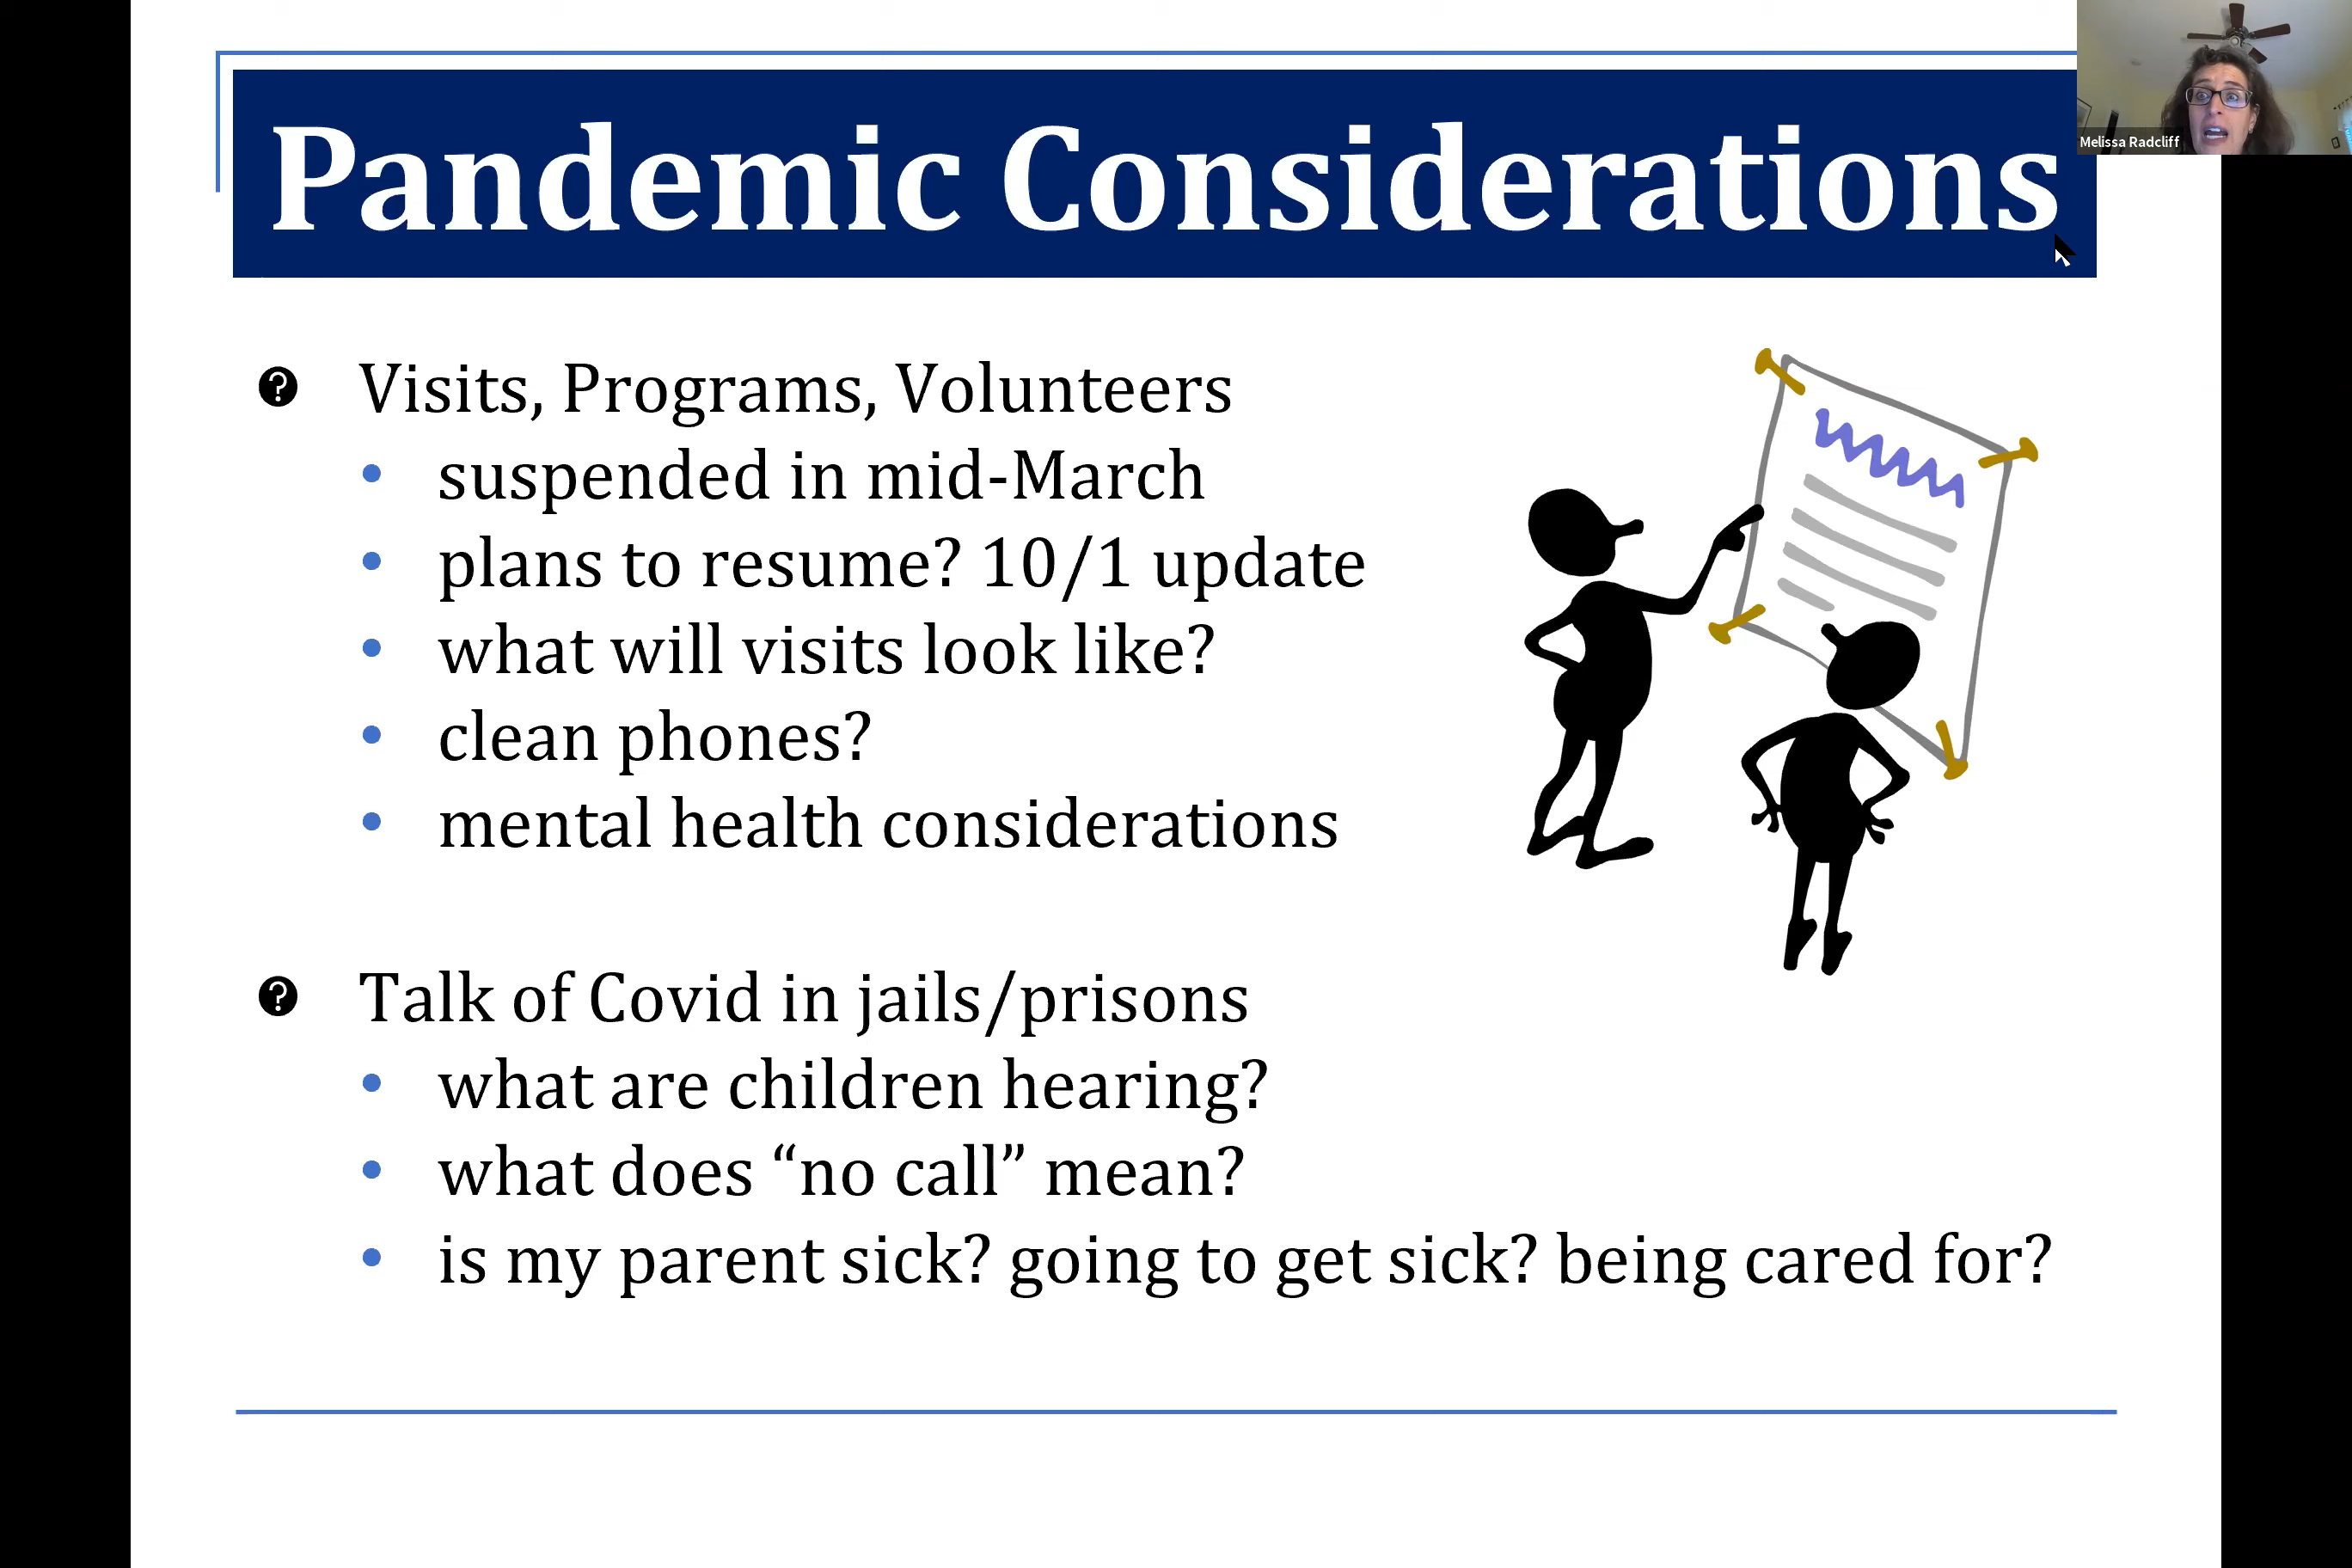 Pandemic Considerations
Melissa Radcliff
Visits, Programs, Volunteers
• suspended in mid-March
• plans to resume? 10/1 update
• what will visits look like?
• clean phones?
• mental health considerations
Talk of Covid in jails/prisons
• what are children hearing?
• what does “no call” mean?
• is my parent sick? going to get sick? being cared for?